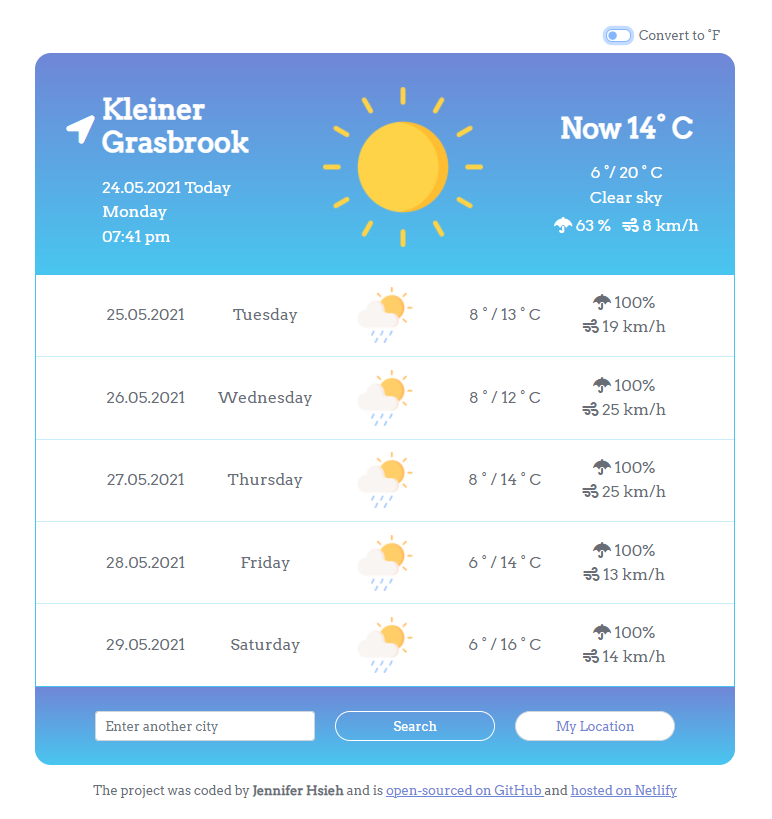 Convert to °F
Kleiner
Grasbrook
24.05.2021 Today
Monday
07:41 pm
Now 14° C
6 °/ 20 ° C
Clear sky
63 % 8 km/h
25.05.2021 Tuesday 8 ° / 13 ° C 100%
19 km/h
26.05.2021 Wednesday 8 ° / 12 ° C 100%
25 km/h
27.05.2021 Thursday 8 ° / 14 ° C 100%
25 km/h
28.05.2021 Friday 6 ° / 14 ° C 100%
13 km/h
29.05.2021 Saturday 6 ° / 16 ° C 100%
14 km/h
Enter another city Search My Location
The project was coded by Jennifer Hsieh and is open-sourced on GitHub and hosted on Netlify